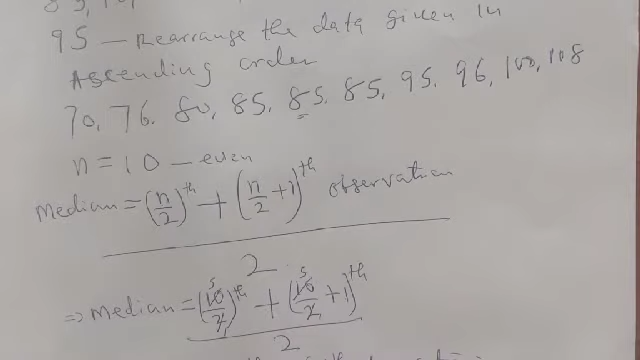 95 — Rearrange the data given in
Ascending order
70, 76, 80, 85, 85, 85, 95, 96, 100, 108
n = 10 — even
Median = (n/2)th + (n/2 + 1)th observation
2
⇒ Median = (10/2)th + (10/2 + 1)th
2